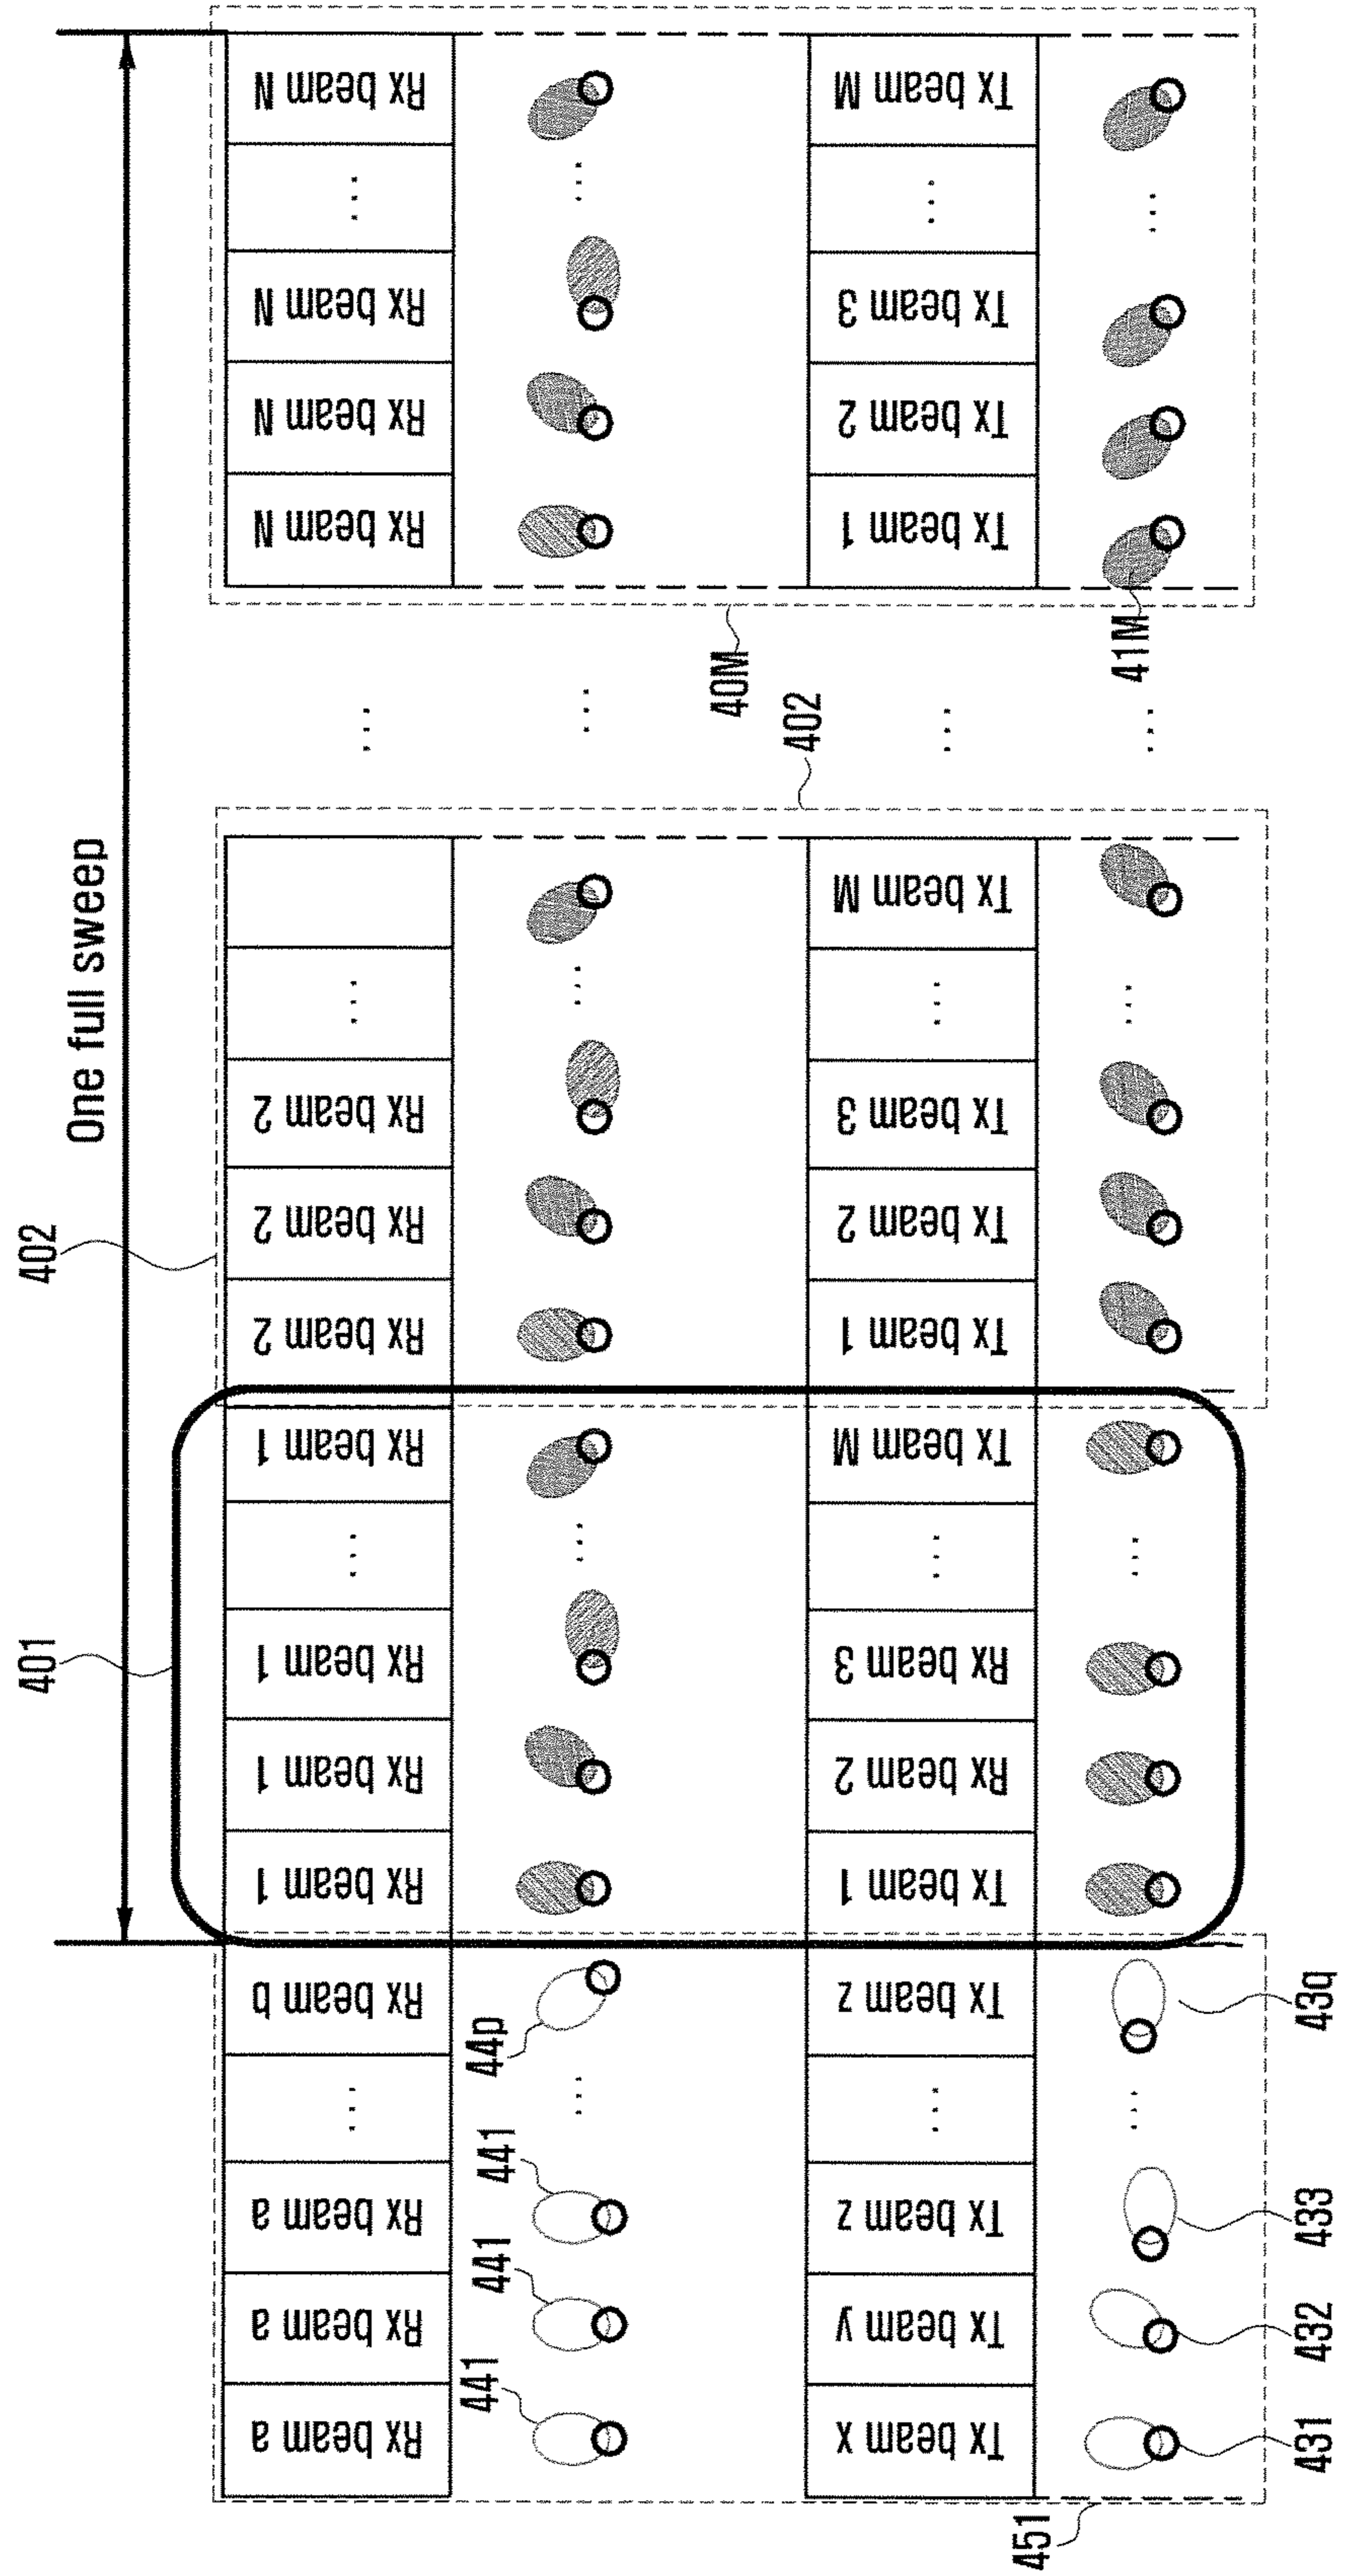 401
402
One full sweep
Rx beam a
Rx beam a
Rx beam a
...
Rx beam b
Rx beam 1
Rx beam 1
Rx beam 1
...
Rx beam 1
Rx beam 2
Rx beam 2
Rx beam 2
...
...
Rx beam N
Rx beam N
Rx beam N
...
Rx beam N
441
441
441
44p
...
...
...
...
...
40M
402
Tx beam x
Tx beam y
Tx beam z
...
Tx beam z
Tx beam 1
Rx beam 2
Rx beam 3
...
Tx beam M
Tx beam 1
Tx beam 2
Tx beam 3
...
Tx beam M
...
Tx beam 1
Tx beam 2
Tx beam 3
...
Tx beam M
451
...
...
...
...
41M
...
431
432
433
43q